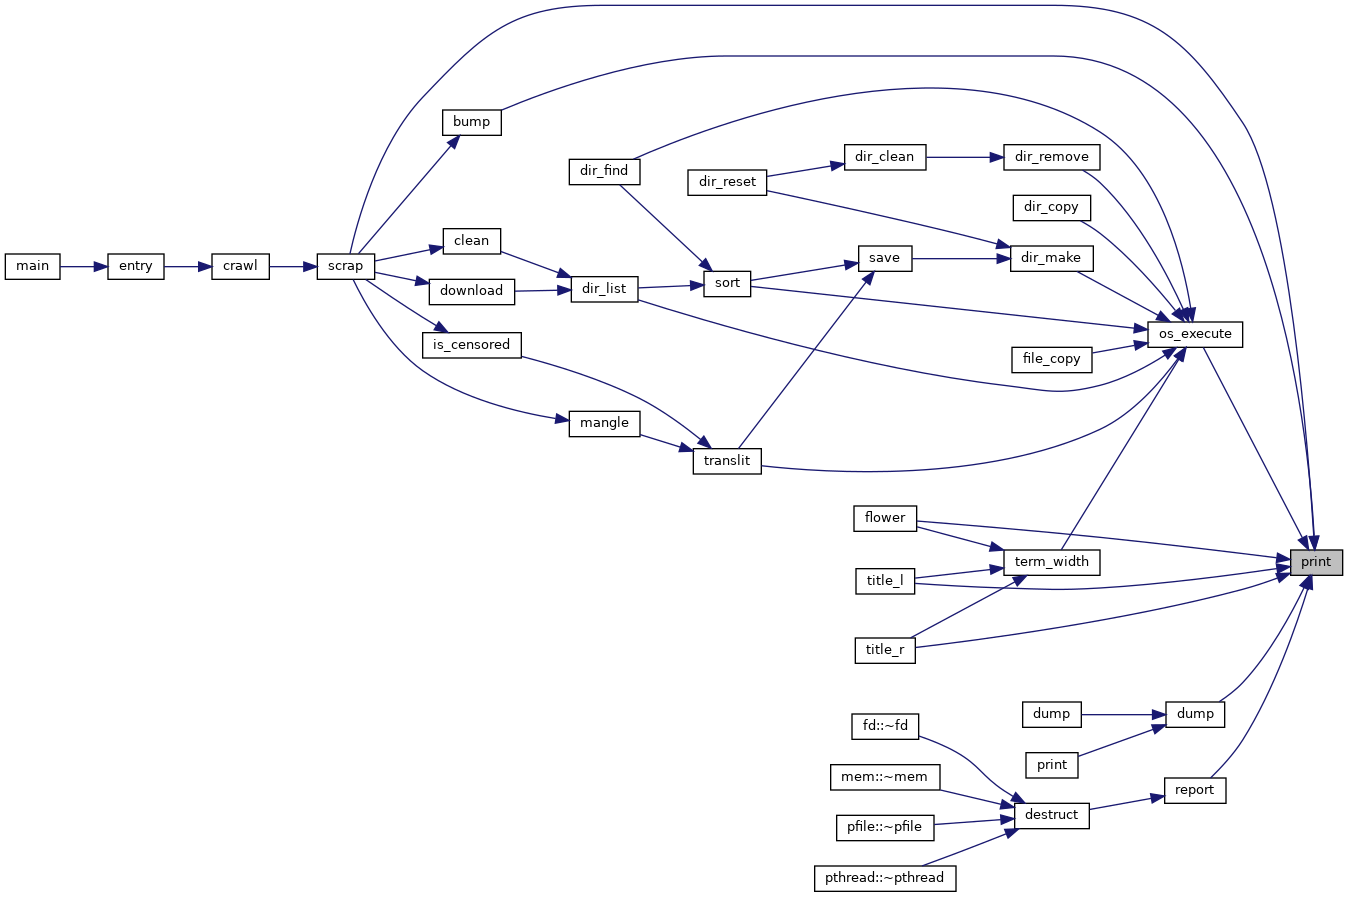 main
entry
crawl
scrap
bump
clean
download
is_censored
mangle
dir_find
dir_list
translit
dir_reset
sort
dir_clean
save
dir_remove
dir_copy
dir_make
file_copy
os_execute
flower
title_l
title_r
term_width
print
dump
print
dump
fd::~fd
mem::~mem
pfile::~pfile
pthread::~pthread
destruct
report